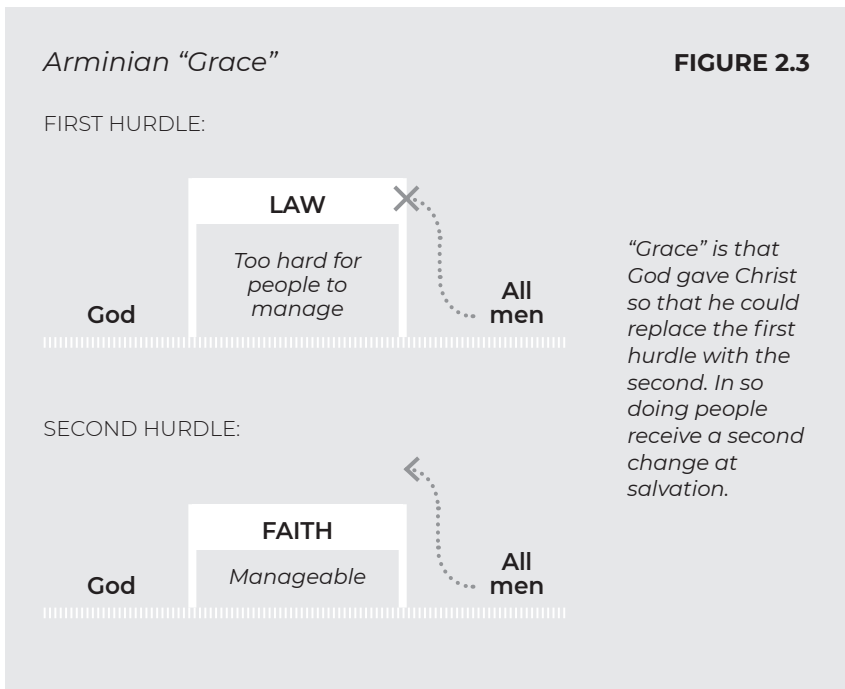 Arminian “Grace”
FIGURE 2.3
FIRST HURDLE:
LAW
Too hard for
people to
manage
God
All
men
SECOND HURDLE:
FAITH
Manageable
God
All
men
“Grace” is that
God gave Christ
so that he could
replace the first
hurdle with the
second. In so
doing people
receive a second
change at
salvation.